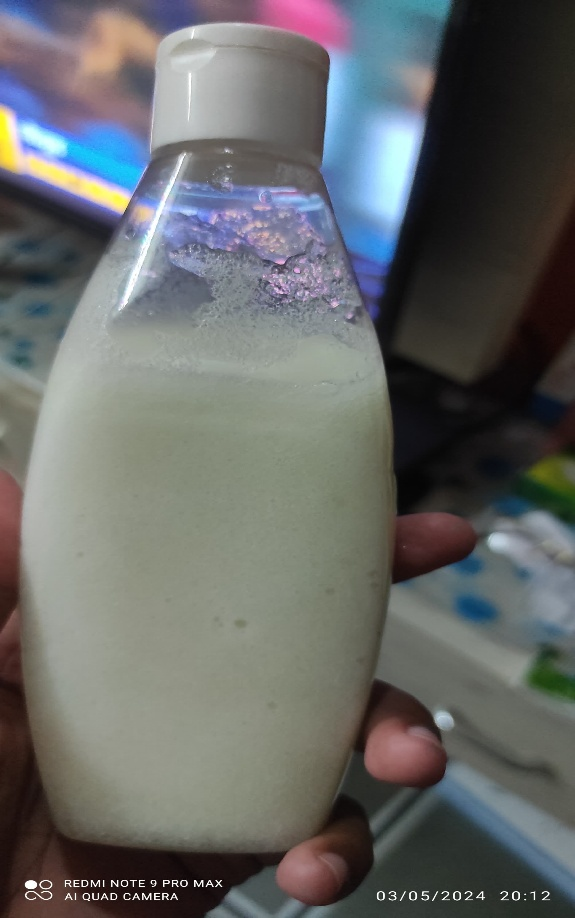 REDMI NOTE 9 PRO MAX
AI QUAD CAMERA
03/05/2024 20:12